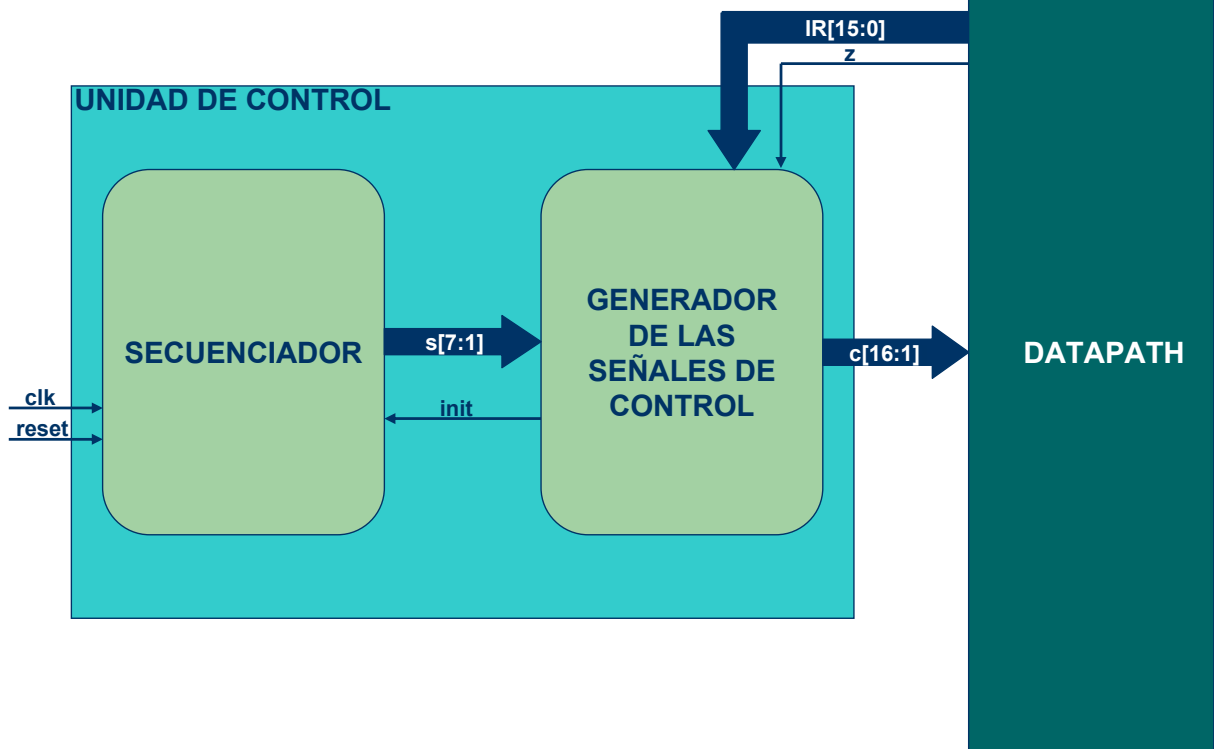 IR[15:0]
z
UNIDAD DE CONTROL
SECUENCIADOR
s[7:1]
init
GENERADOR
DE LAS
SEÑALES DE
CONTROL
c[16:1]
DATAPATH
clk
reset